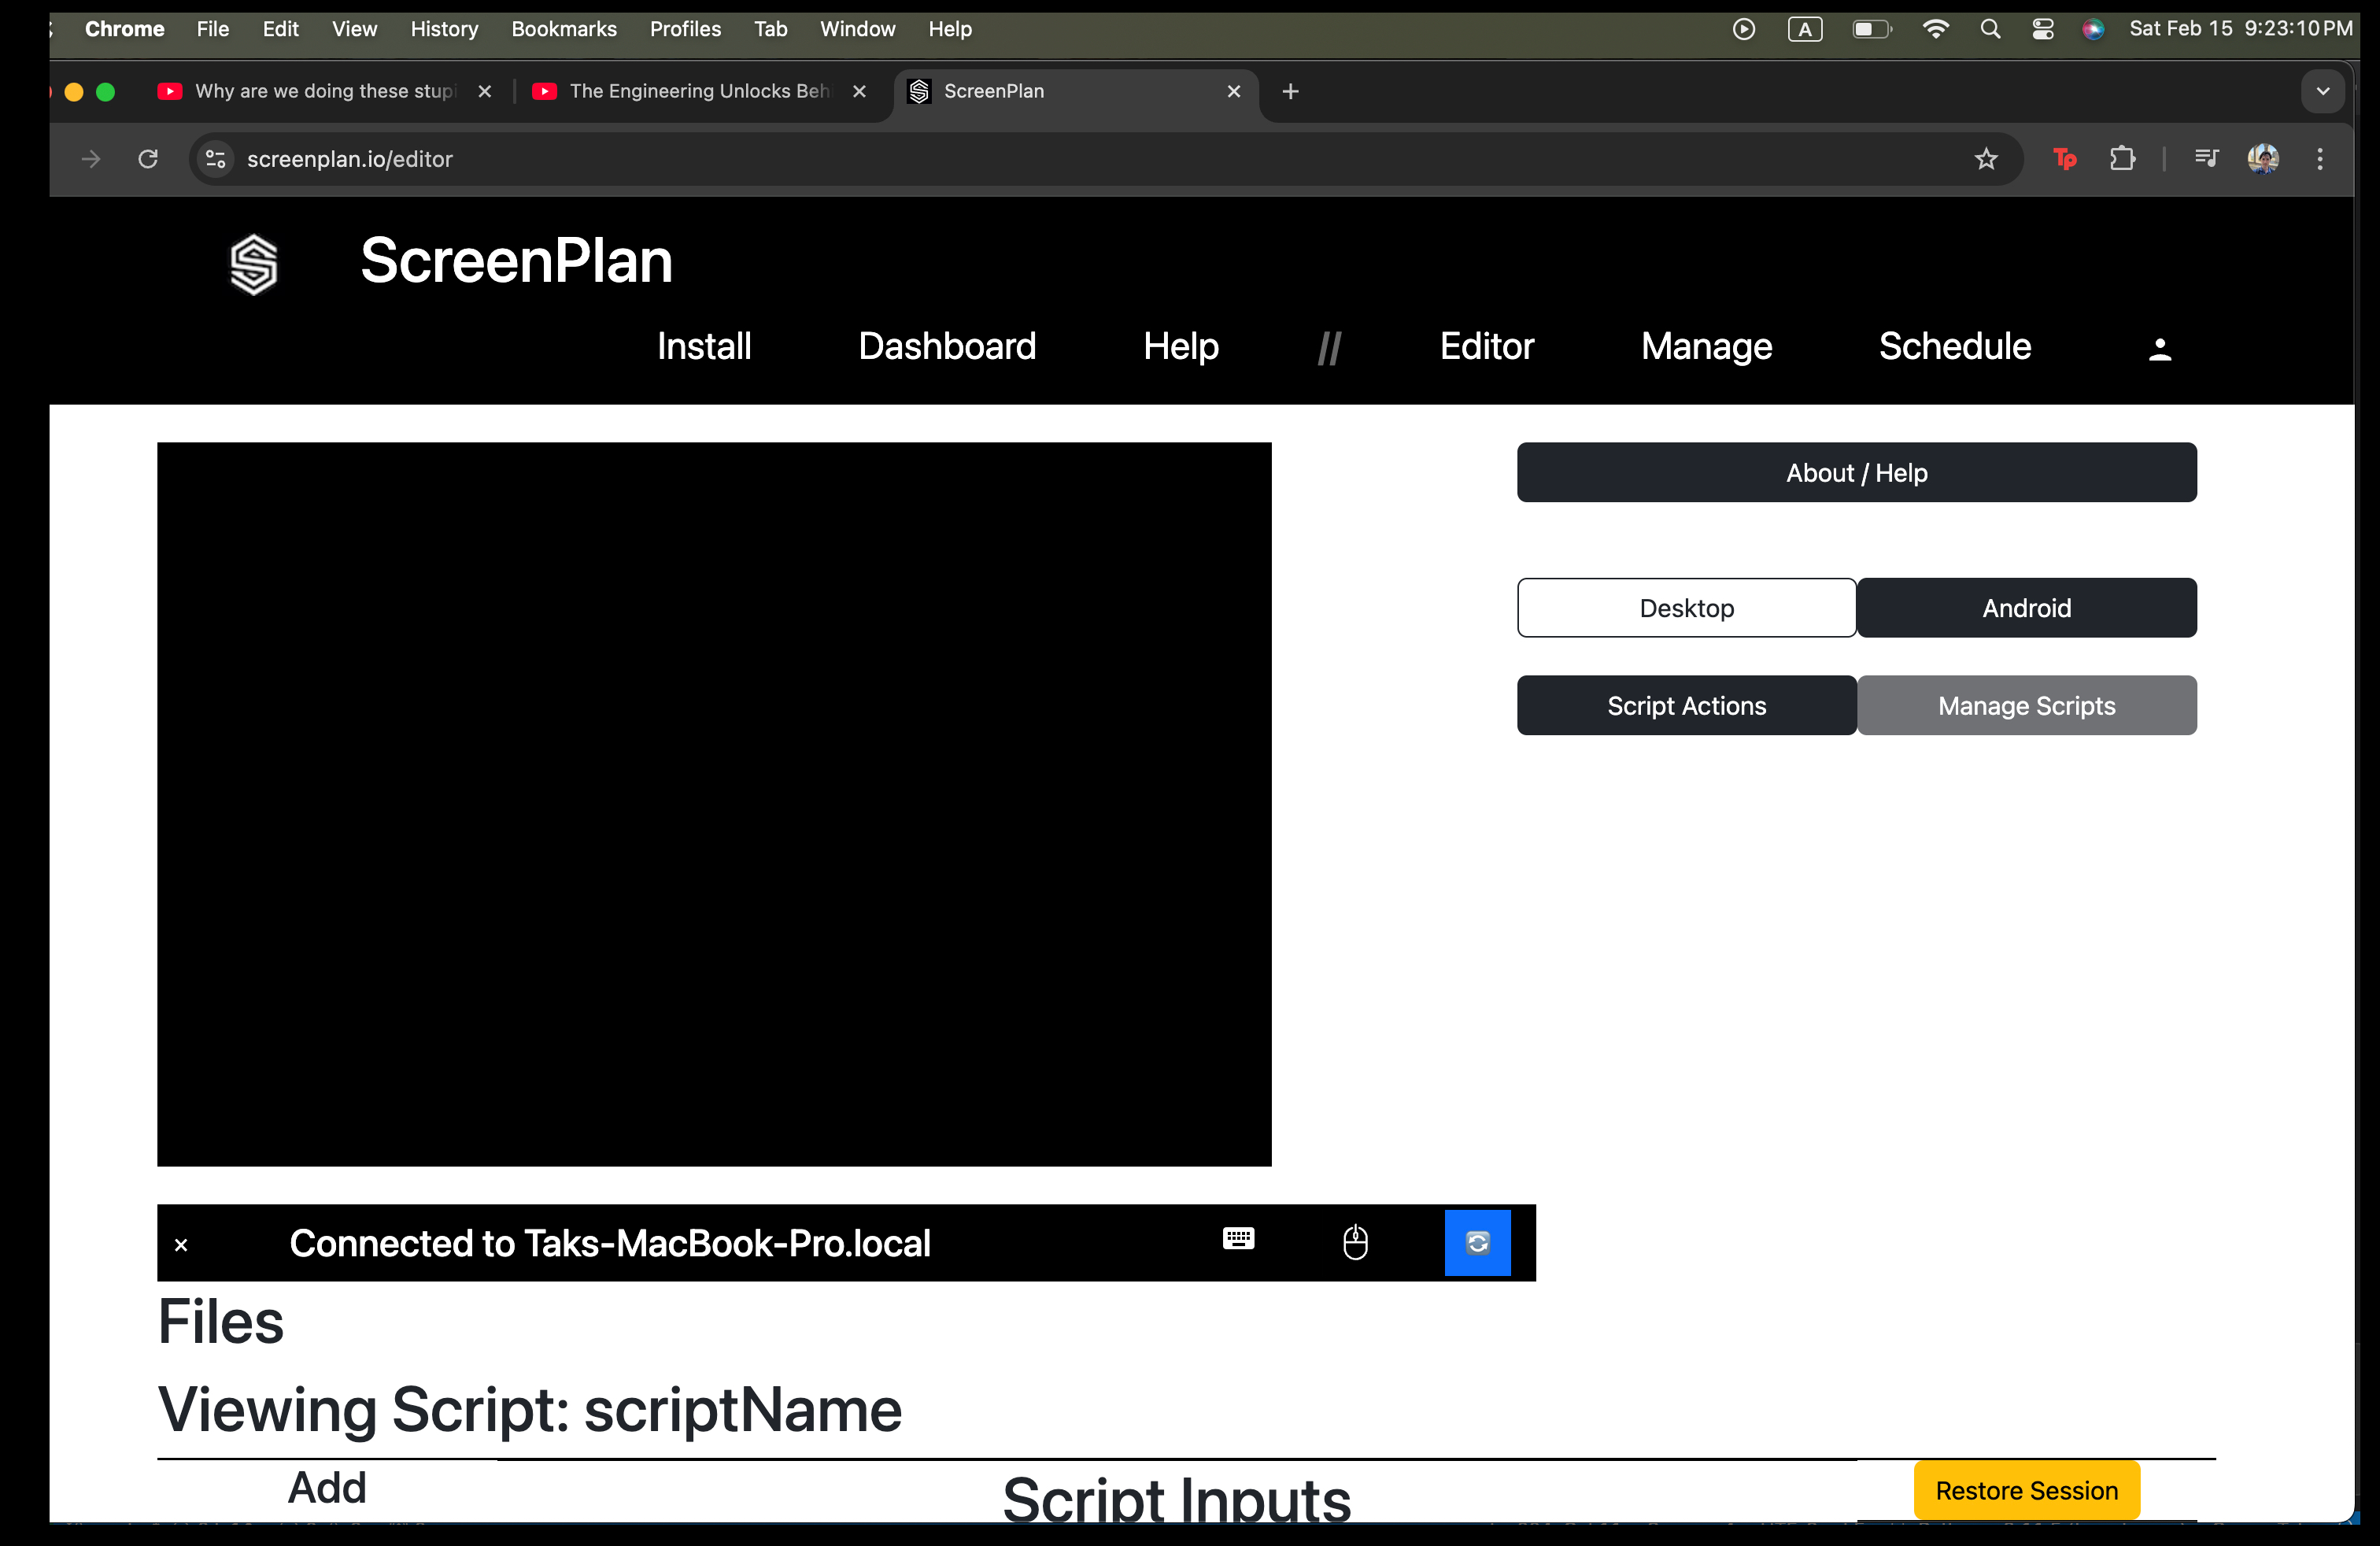 Chrome File Edit View History Bookmarks Profiles Tab Window Help A Sat Feb 15 9:23:10 PM
Why are we doing these stupi The Engineering Unlocks Beh ScreenPlan
screenplan.io/editor Tp
ScreenPlan
Install Dashboard Help // Editor Manage Schedule
About / Help
Desktop Android
Script Actions Manage Scripts
× Connected to Taks-MacBook-Pro.local
Files
Viewing Script: scriptName
Add Script Inputs Restore Session